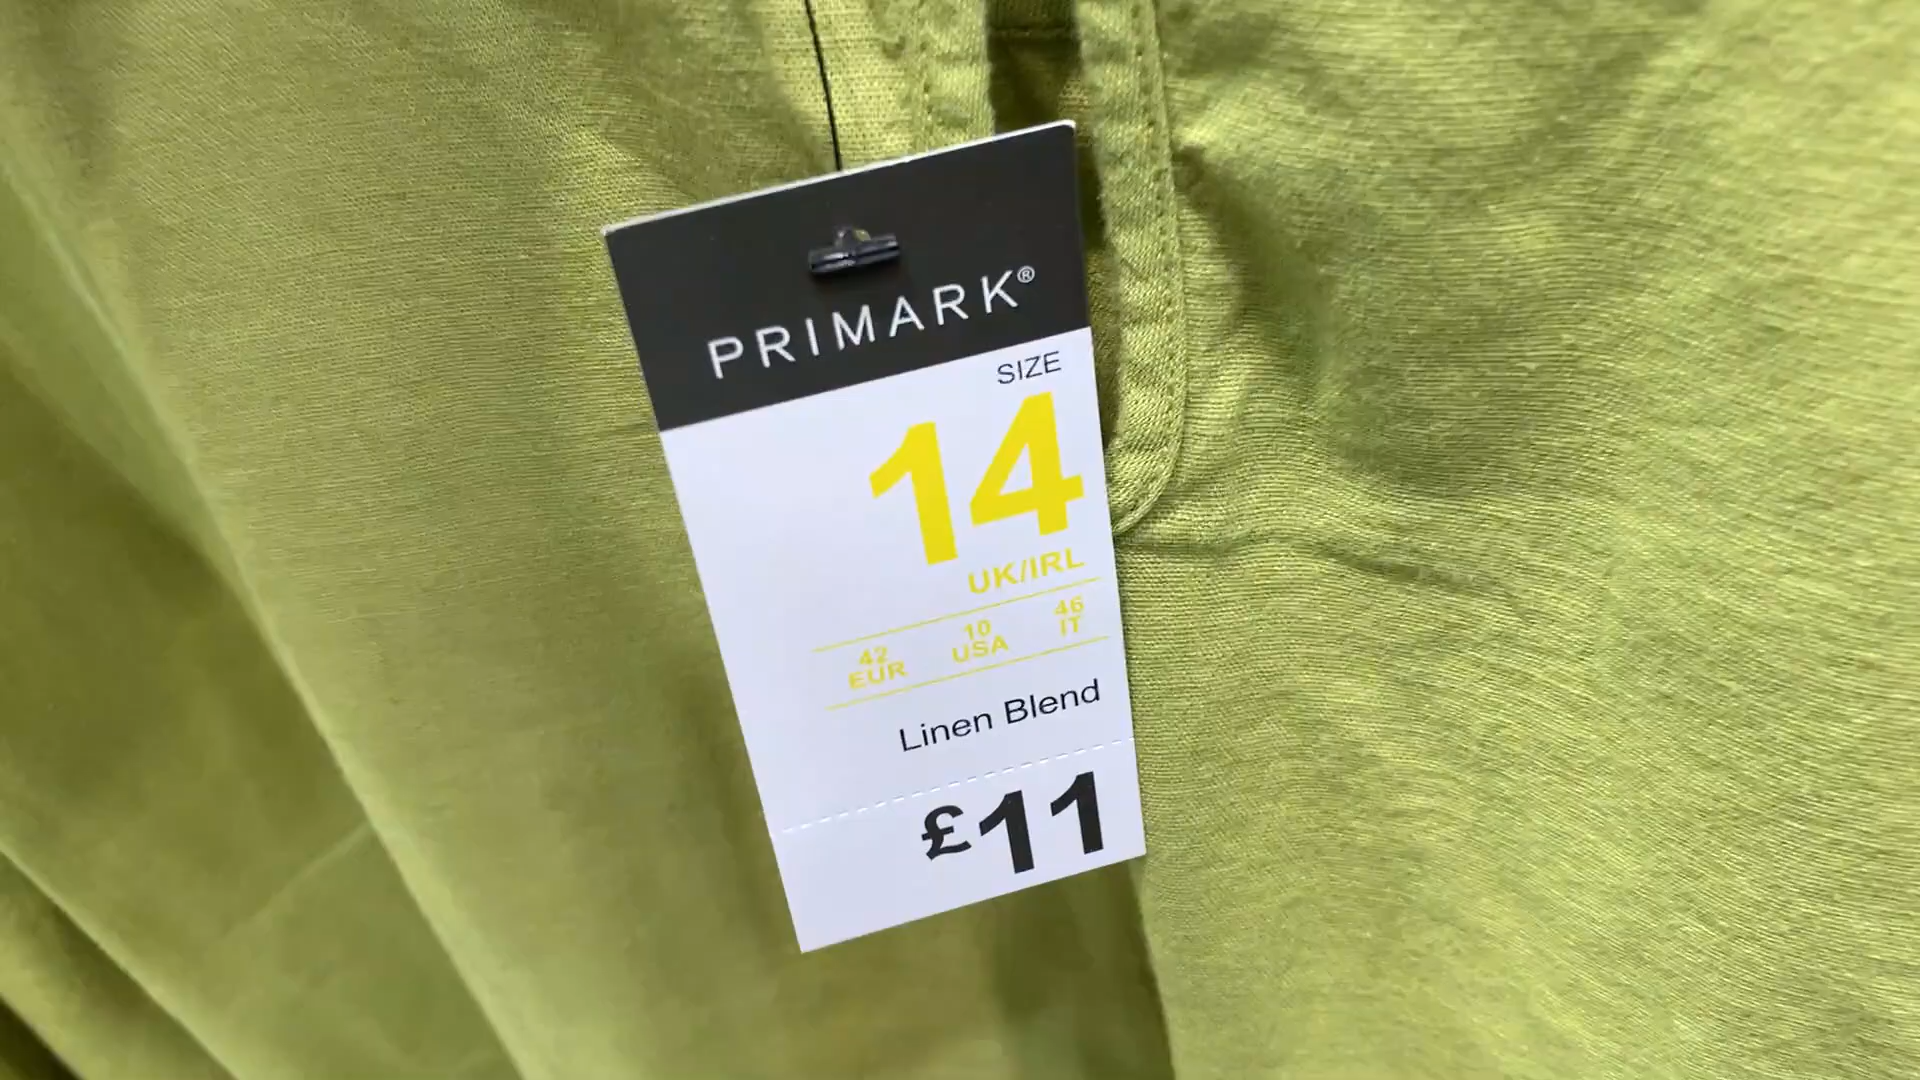 PRIMARK®
SIZE
14
UK/IRL
42 10 46
EUR USA IT
Linen Blend
£11